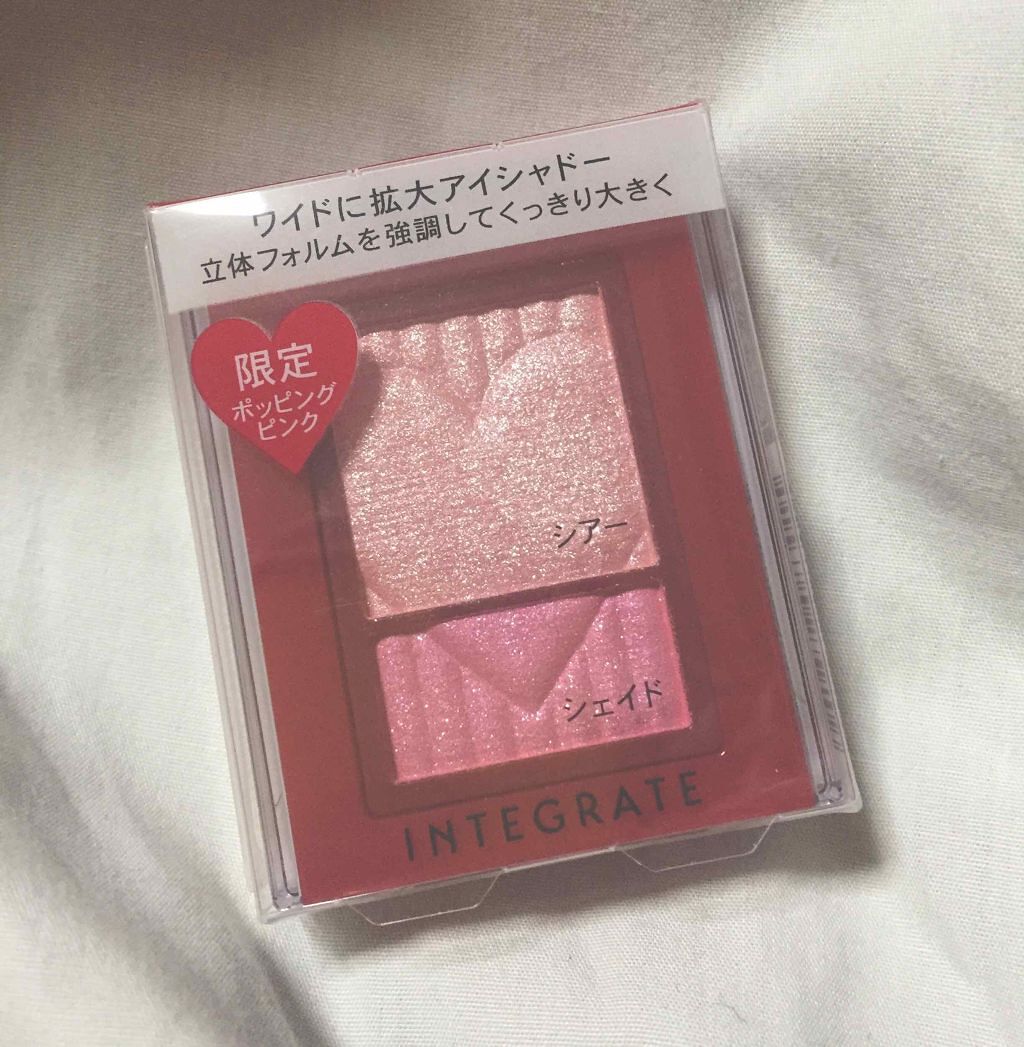 ワイドに拡大アイシャドー
立体フォルムを強調してくっきり大きく
限定
ポッピング
ピンク
シアー
シェイド
INTEGRATE